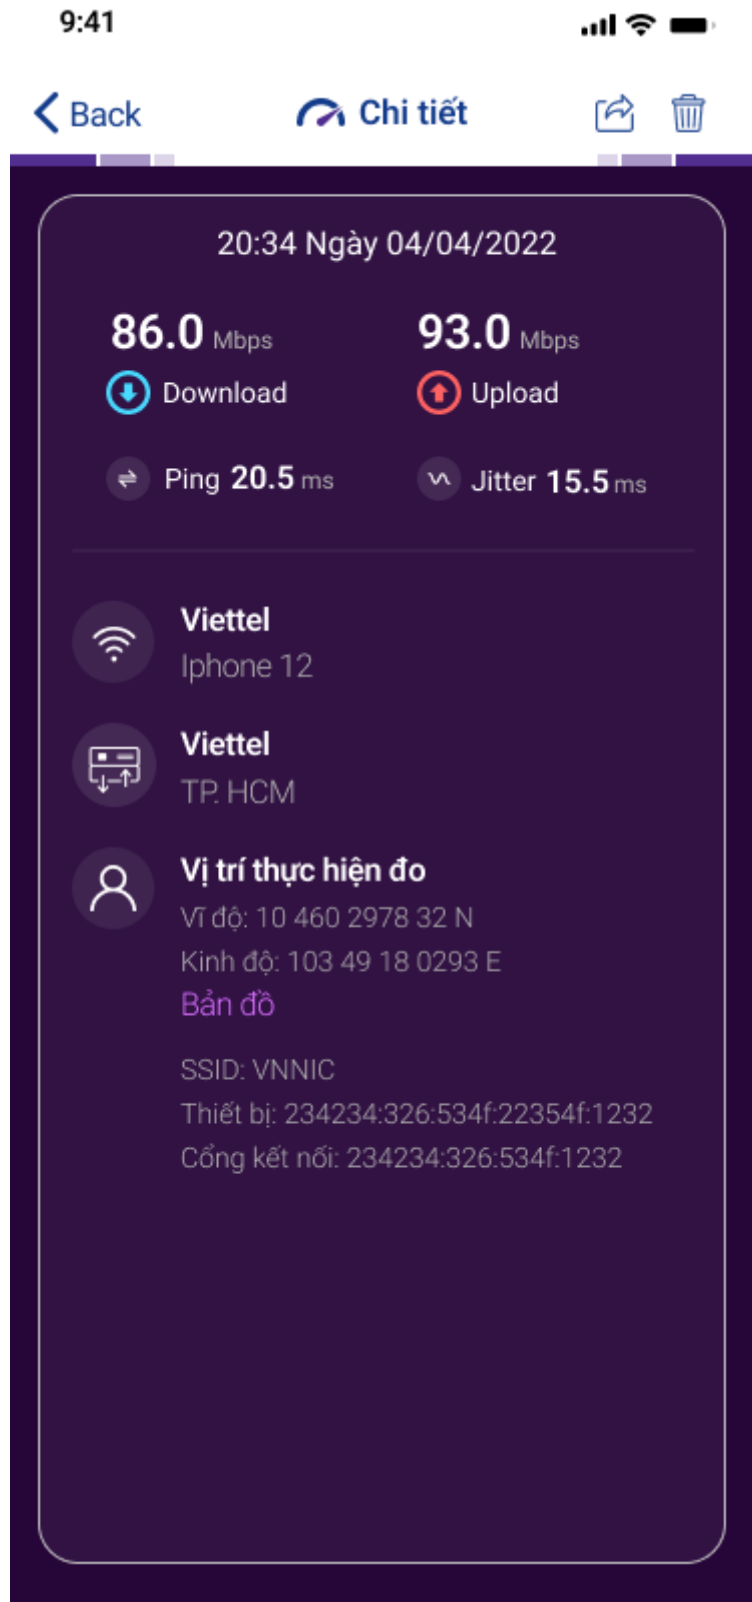 9:41
Back
Chi tiết
20:34 Ngày 04/04/2022
86.0 Mbps
93.0 Mbps
Download
Upload
Ping 20.5 ms
Jitter 15.5 ms
Viettel
Iphone 12
Viettel
TP. HCM
Vị trí thực hiện đo
Vĩ độ: 10 460 2978 32 N
Kinh độ: 103 49 18 0293 E
Bản đồ
SSID: VNNIC
Thiết bị: 234234:326:534f:22354f:1232
Cổng kết nối: 234234:326:534f:1232